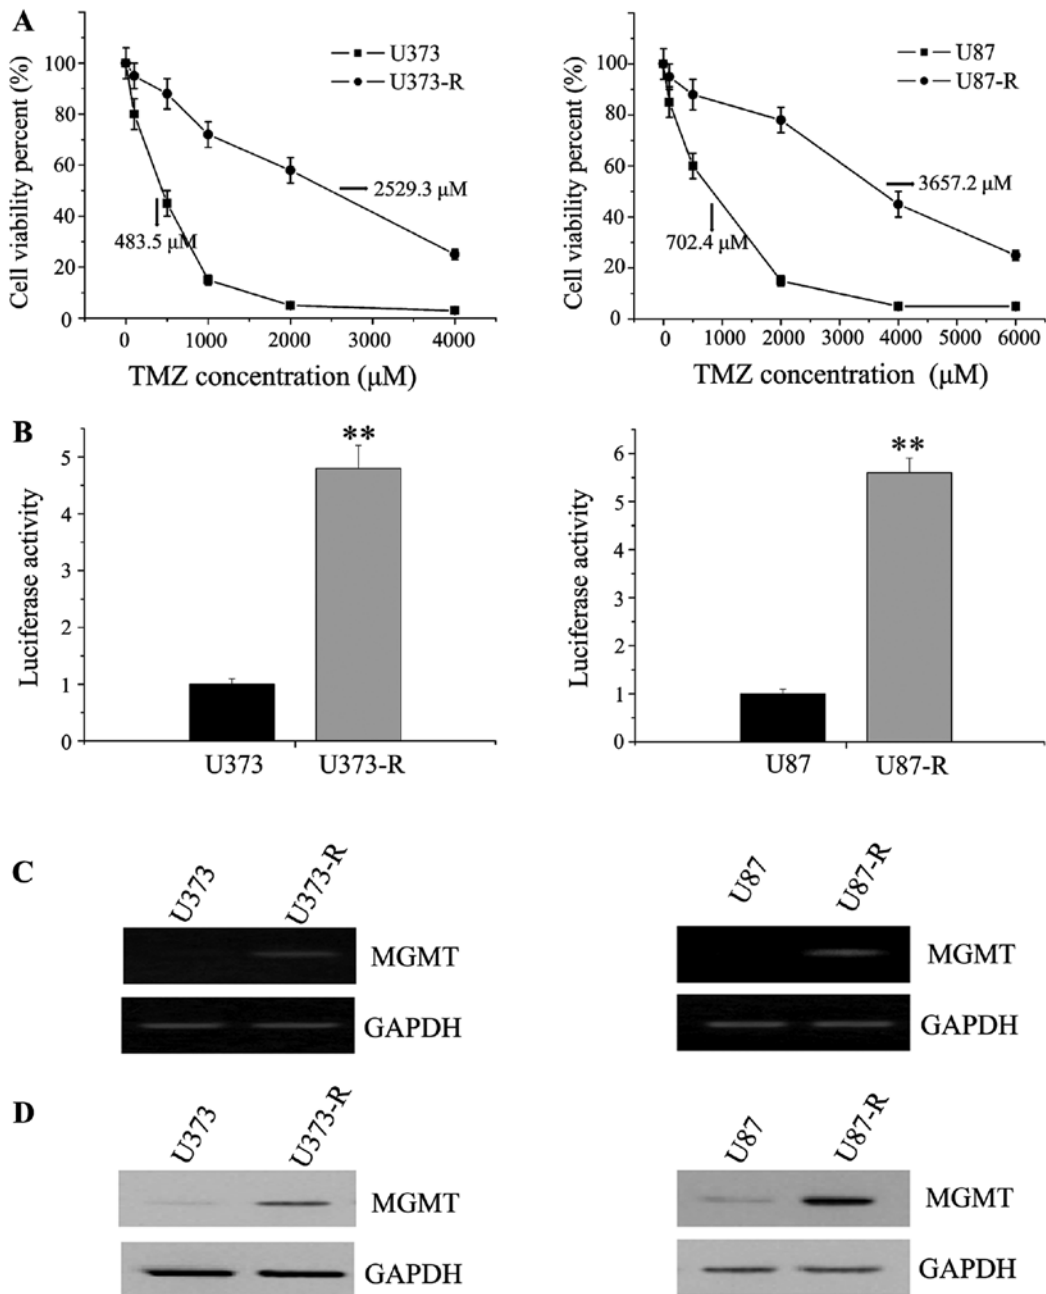 A
Cell viability percent (%)
100
80
60
40
20
0
U373
U373-R
2529.3 μM
483.5 μM
0 1000 2000 3000 4000
TMZ concentration (μM)
Cell viability percent (%)
100
80
60
40
20
0
U87
U87-R
3657.2 μM
702.4 μM
0 1000 2000 3000 4000 5000 6000
TMZ concentration (μM)
B
Luciferase activity
5
4
3
2
1
0
**
U373 U373-R
Luciferase activity
6
5
4
3
2
1
0
**
U87 U87-R
C
U373 U373-R
MGMT
GAPDH
U87 U87-R
MGMT
GAPDH
D
U373 U373-R
MGMT
GAPDH
U87 U87-R
MGMT
GAPDH